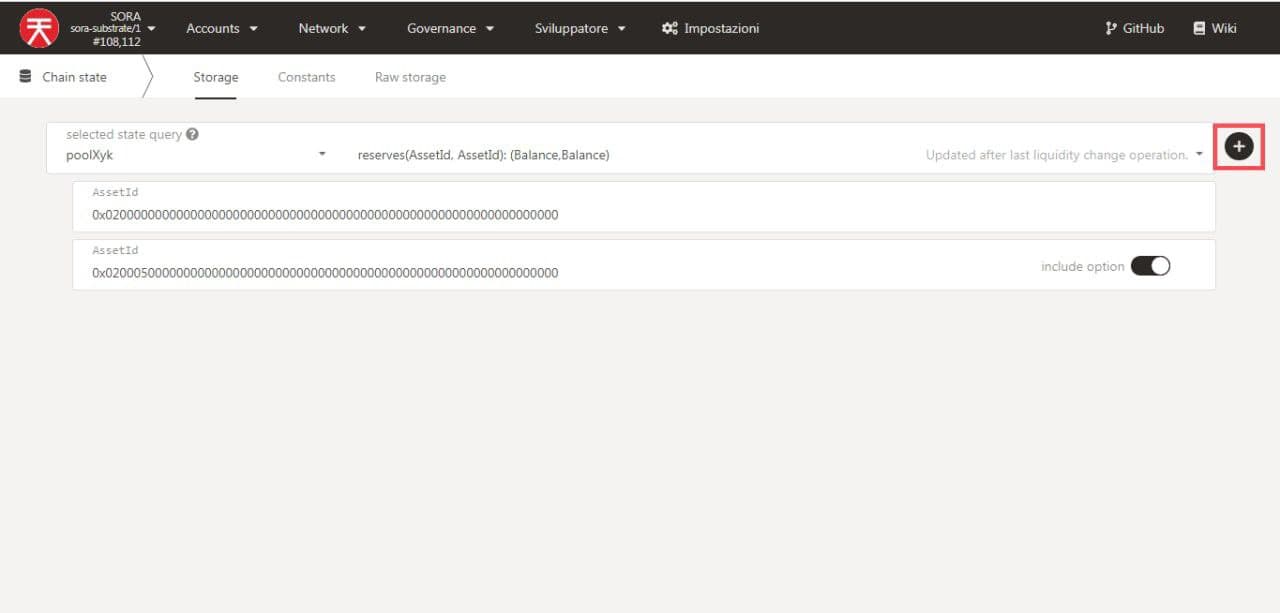 SORA
sora-substrate/1
#108,112
Accounts
Network
Governance
Sviluppatore
Impostazioni
GitHub
Wiki
Chain state
Storage
Constants
Raw storage
selected state query
poolXyk
reserves(AssetId, AssetId): (Balance,Balance)
Updated after last liquidity change operation.
AssetId
0x0200000000000000000000000000000000000000000000000000000000000000
AssetId
0x0200050000000000000000000000000000000000000000000000000000000000
include option